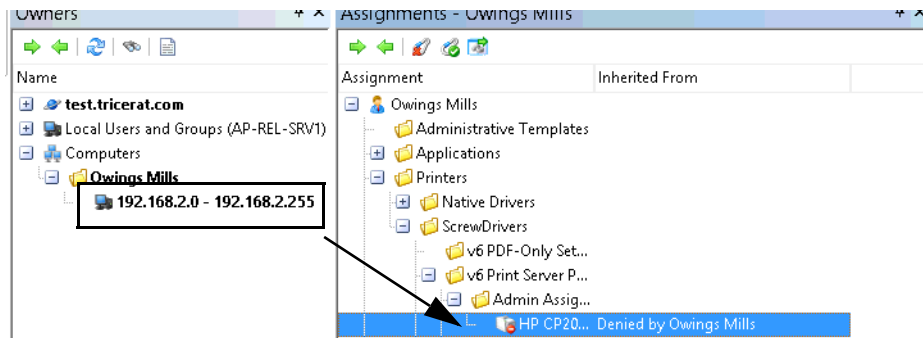 Owners
Assignments - Owings Mills
Name
Assignment Inherited From
test.tricerat.com
Local Users and Groups (AP-REL-SRV1)
Computers
Owings Mills
192.168.2.0 - 192.168.2.255
Owings Mills
Administrative Templates
Applications
Printers
Native Drivers
ScrewDrivers
v6 PDF-Only Set...
v6 Print Server P...
Admin Assig...
HP CP20... Denied by Owings Mills